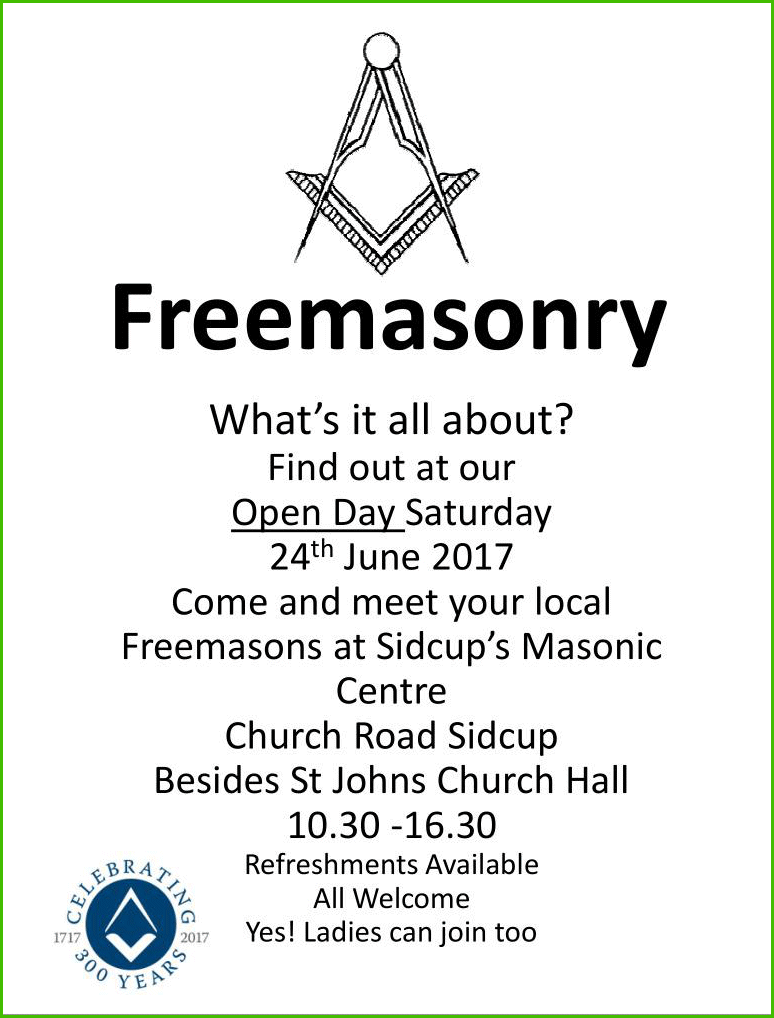 Freemasonry
What's it all about?
Find out at our
Open Day Saturday
24th June 2017
Come and meet your local
Freemasons at Sidcup's Masonic
Centre
Church Road Sidcup
Besides St Johns Church Hall
10.30 -16.30
Refreshments Available
All Welcome
Yes! Ladies can join too
CELEBRATING
1717 2017
300 YEARS